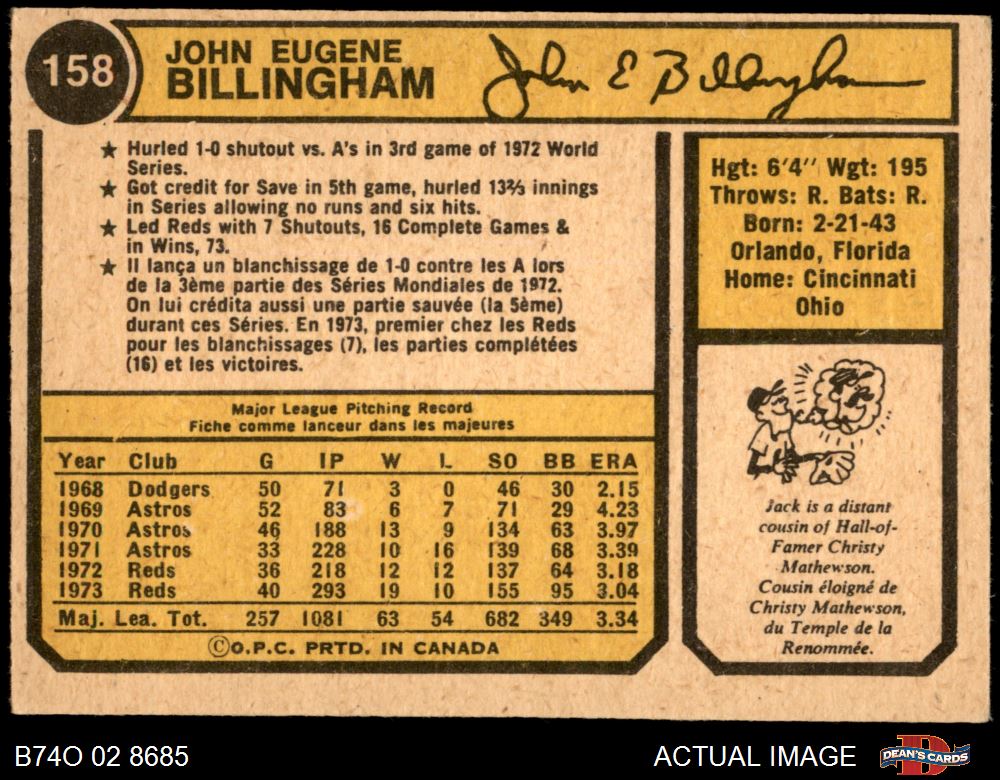 158
JOHN EUGENE
BILLINGHAM
John E Billingham
★ Hurled 1-0 shutout vs. A's in 3rd game of 1972 World
Series.
★ Got credit for Save in 5th game, hurled 13⅔ innings
in Series allowing no runs and six hits.
★ Led Reds with 7 Shutouts, 16 Complete Games &
in Wins, 73.
★ Il lança un blanchissage de 1-0 contre les A lors
de la 3ème partie des Séries Mondiales de 1972.
On lui crédita aussi une partie sauvée (la 5ème)
durant ces Séries. En 1973, premier chez les Reds
pour les blanchissages (7), les parties complétées
(16) et les victoires.
Hgt: 6'4'' Wgt: 195
Throws: R. Bats: R.
Born: 2-21-43
Orlando, Florida
Home: Cincinnati
Ohio
Major League Pitching Record
Fiche comme lanceur dans les majeures
Year Club G IP W L SO BB ERA
1968 Dodgers 50 71 3 0 46 30 2.15
1969 Astros 52 83 6 7 71 29 4.23
1970 Astros 46 188 13 9 134 63 3.97
1971 Astros 33 228 10 16 139 68 3.39
1972 Reds 36 218 12 12 137 64 3.18
1973 Reds 40 293 19 10 155 95 3.04
Maj. Lea. Tot. 257 1081 63 54 682 349 3.34
©O.P.C. PRTD. IN CANADA
Jack is a distant
cousin of Hall-of-
Famer Christy
Mathewson.
Cousin éloigné de
Christy Mathewson,
du Temple de la
Renommée.
B74O 02 8685
ACTUAL IMAGE
DEAN'S CARDS